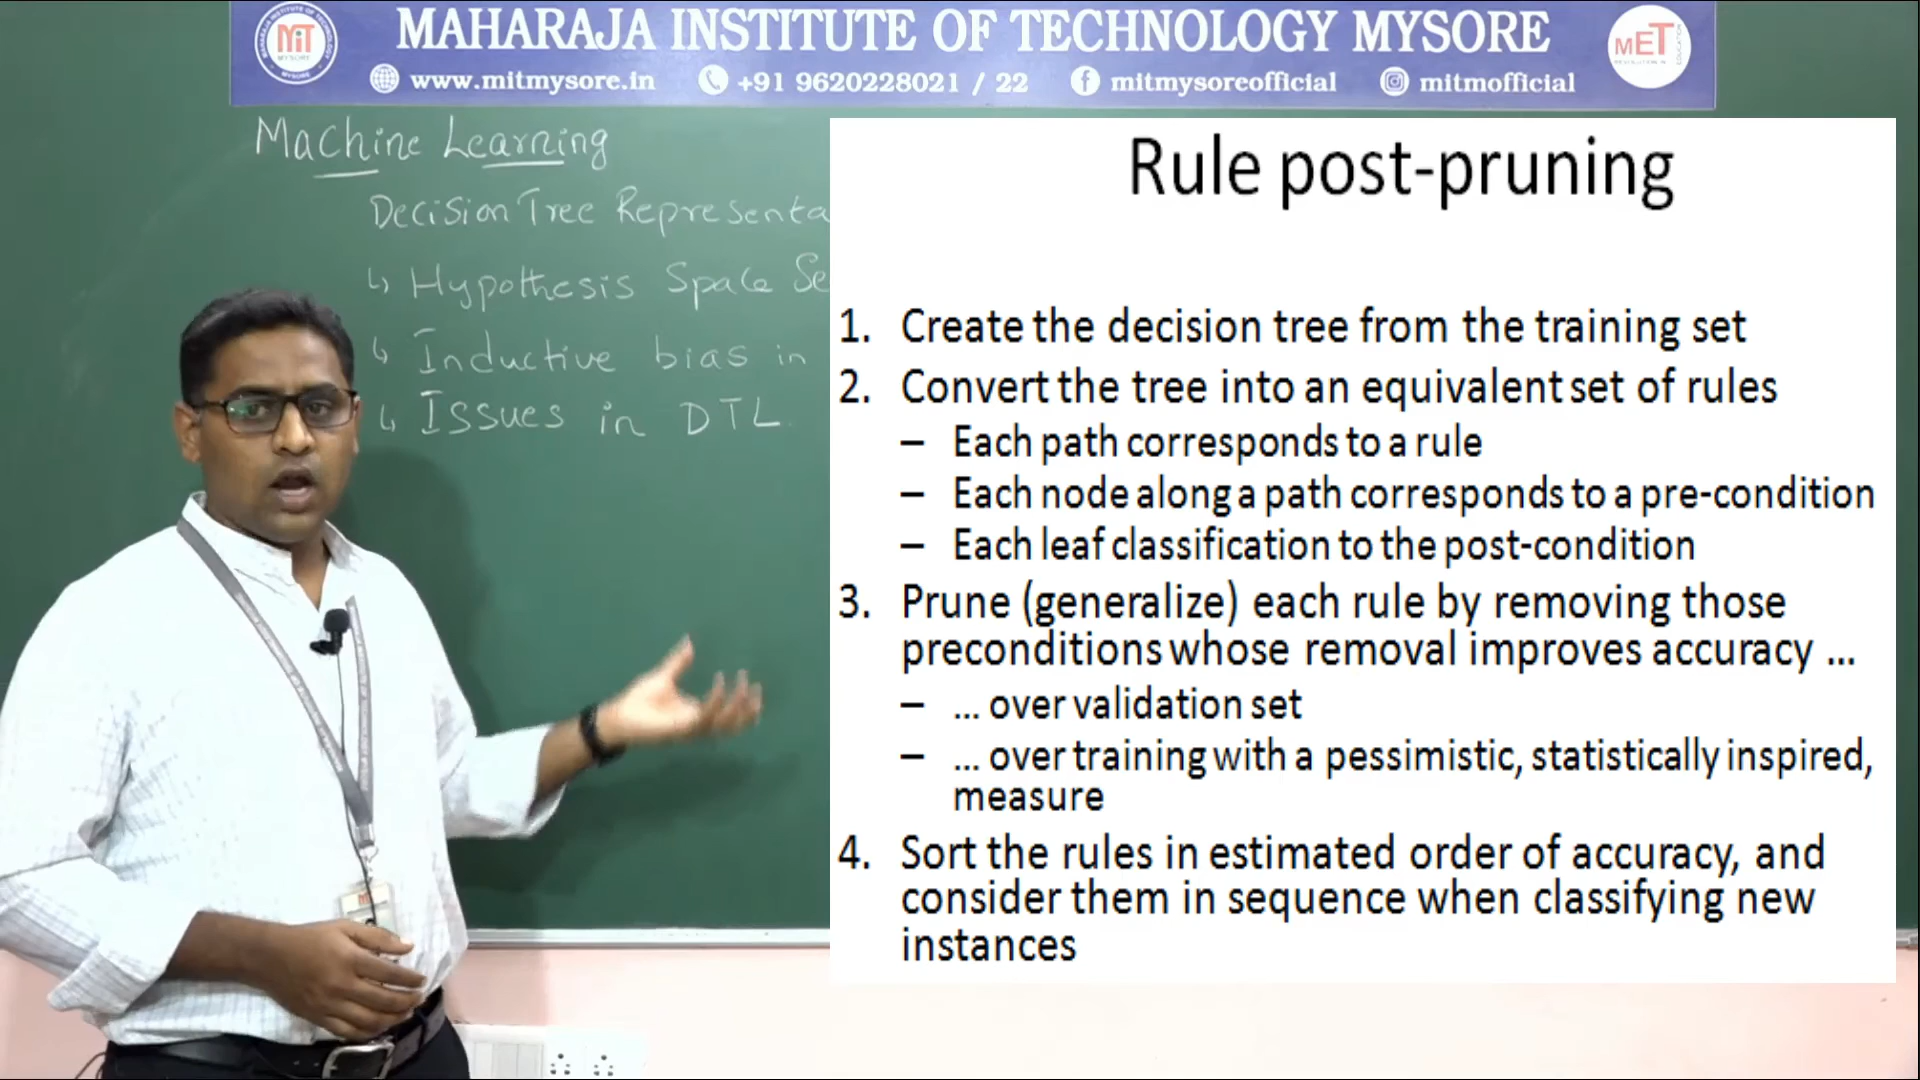 MAHARAJA INSTITUTE OF TECHNOLOGY MYSORE
www.mitmysore.in +91 9620228021 / 22 mitmysoreofficial mitmofficial
MiT
MYSORE
MET
Machine Learning
Decision Tree Representa
↳ Hypothesis Space Se
↳ Inductive bias in
↳ Issues in DTL
Rule post-pruning
1. Create the decision tree from the training set
2. Convert the tree into an equivalent set of rules
– Each path corresponds to a rule
– Each node along a path corresponds to a pre-condition
– Each leaf classification to the post-condition
3. Prune (generalize) each rule by removing those
preconditions whose removal improves accuracy ...
– ... over validation set
– ... over training with a pessimistic, statistically inspired,
measure
4. Sort the rules in estimated order of accuracy, and
consider them in sequence when classifying new
instances